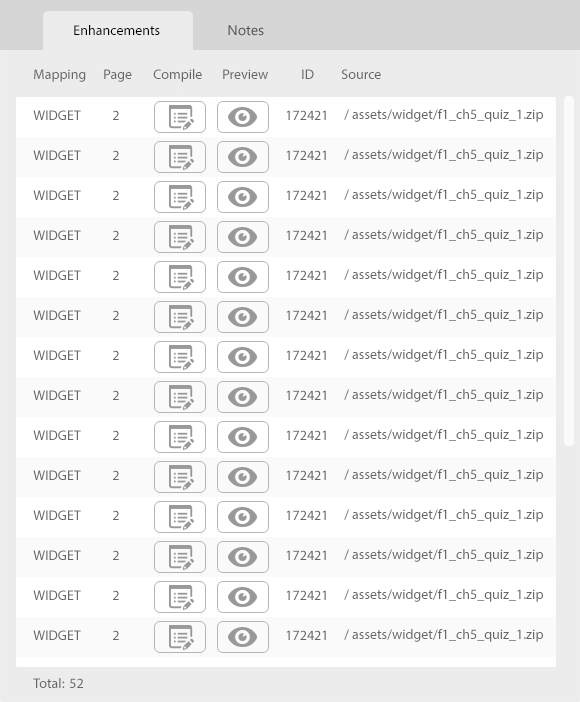 Enhancements Notes
Mapping Page Compile Preview ID Source
WIDGET 2 172421 / assets/widget/f1_ch5_quiz_1.zip
WIDGET 2 172421 / assets/widget/f1_ch5_quiz_1.zip
WIDGET 2 172421 / assets/widget/f1_ch5_quiz_1.zip
WIDGET 2 172421 / assets/widget/f1_ch5_quiz_1.zip
WIDGET 2 172421 / assets/widget/f1_ch5_quiz_1.zip
WIDGET 2 172421 / assets/widget/f1_ch5_quiz_1.zip
WIDGET 2 172421 / assets/widget/f1_ch5_quiz_1.zip
WIDGET 2 172421 / assets/widget/f1_ch5_quiz_1.zip
WIDGET 2 172421 / assets/widget/f1_ch5_quiz_1.zip
WIDGET 2 172421 / assets/widget/f1_ch5_quiz_1.zip
WIDGET 2 172421 / assets/widget/f1_ch5_quiz_1.zip
WIDGET 2 172421 / assets/widget/f1_ch5_quiz_1.zip
WIDGET 2 172421 / assets/widget/f1_ch5_quiz_1.zip
WIDGET 2 172421 / assets/widget/f1_ch5_quiz_1.zip
Total: 52